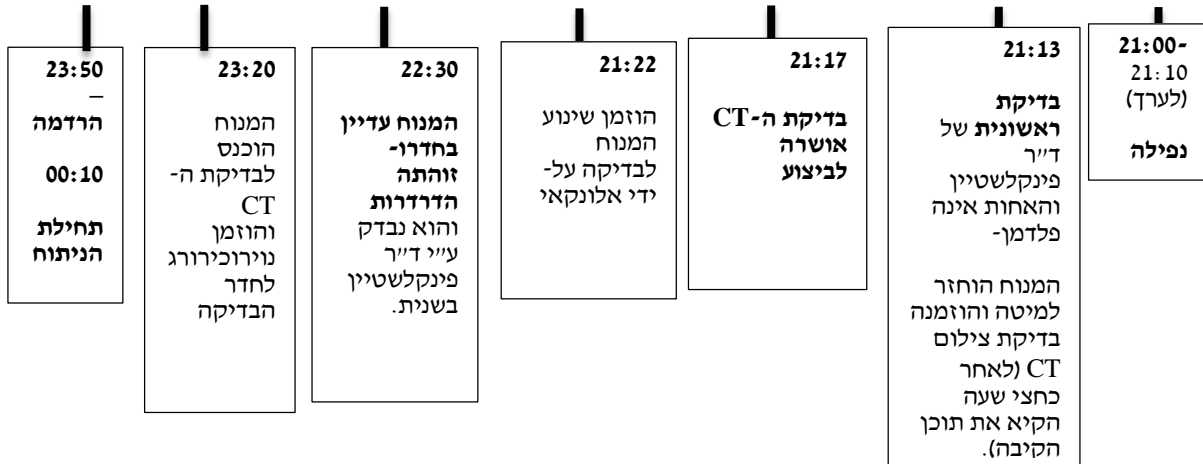 21:00-
21:10
(לערך)
נפילה
21:13
בדיקת
ראשונית של
ד״ר
פינקלשטיין
והאחות אינה
פלדמן-
המנוח הוחזר
למיטה והוזמנה
בדיקת צילום
CT (לאחר
כחצי שעה
הקיא את תוכן
הקיבה).
21:17
בדיקת ה-CT
אושרה
לביצוע
21:22
הוזמן שינוע
המנוח
לבדיקה על-
ידי אלונקאי
22:30
המנוח עדיין
בחדרו-
זוהתה
הדרדרות
והוא נבדק
ע״י ד״ר
פינקלשטיין
בשנית.
23:20
המנוח
הוכנס
לבדיקת ה-
CT
והוזמן
נוירוכירורג
לחדר
הבדיקה
23:50
–
הרדמה
00:10
תחילת
הניתוח